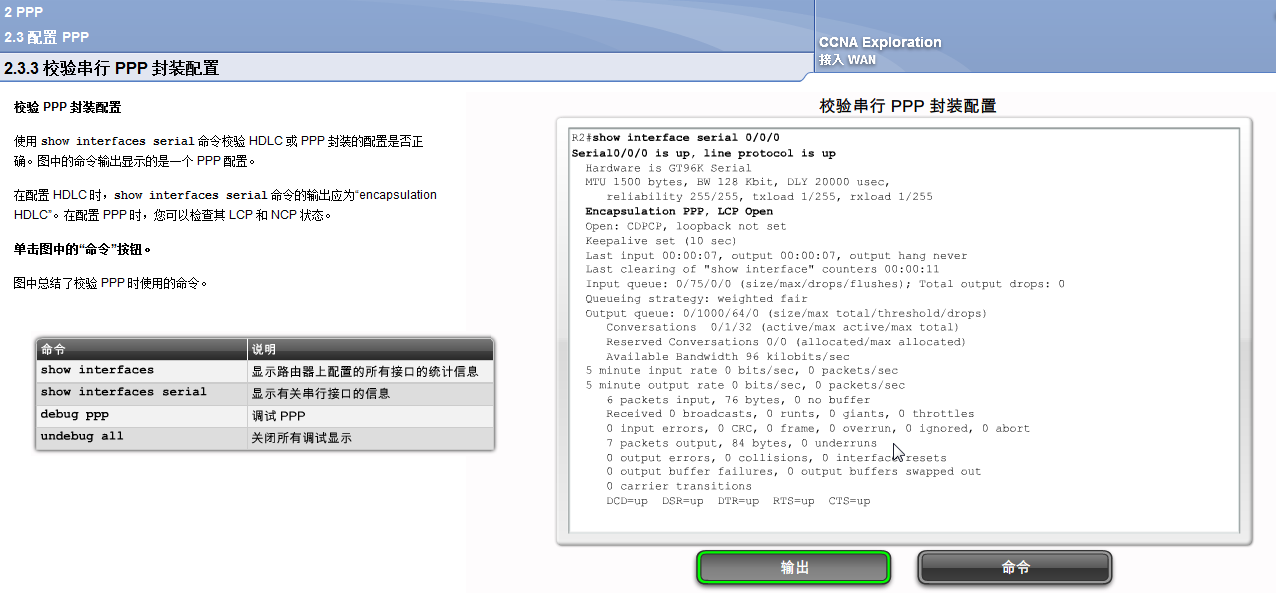 2 PPP
2.3 配置 PPP
2.3.3 校验串行 PPP 封装配置
CCNA Exploration
接入 WAN
校验 PPP 封装配置
使用 show interfaces serial 命令校验 HDLC 或 PPP 封装的配置是否正
确。图中的命令输出显示的是一个 PPP 配置。
在配置 HDLC 时，show interfaces serial 命令的输出应为“encapsulation
HDLC”。在配置 PPP 时，您可以检查其 LCP 和 NCP 状态。
单击图中的“命令”按钮。
图中总结了校验 PPP 时使用的命令。
命令 说明
show interfaces 显示路由器上配置的所有接口的统计信息
show interfaces serial 显示有关串行接口的信息
debug ppp 调试 PPP
undebug all 关闭所有调试显示
校验串行 PPP 封装配置
R2#show interface serial 0/0/0
Serial0/0/0 is up, line protocol is up
Hardware is GT96K Serial
MTU 1500 bytes, BW 128 Kbit, DLY 20000 usec,
reliability 255/255, txload 1/255, rxload 1/255
Encapsulation PPP, LCP Open
Open: CDPCP, loopback not set
Keepalive set (10 sec)
Last input 00:00:07, output 00:00:07, output hang never
Last clearing of "show interface" counters 00:00:11
Input queue: 0/75/0/0 (size/max/drops/flushes); Total output drops: 0
Queueing strategy: weighted fair
Output queue: 0/1000/64/0 (size/max total/threshold/drops)
Conversations 0/1/32 (active/max active/max total)
Reserved Conversations 0/0 (allocated/max allocated)
Available Bandwidth 96 kilobits/sec
5 minute input rate 0 bits/sec, 0 packets/sec
5 minute output rate 0 bits/sec, 0 packets/sec
6 packets input, 76 bytes, 0 no buffer
Received 0 broadcasts, 0 runts, 0 giants, 0 throttles
0 input errors, 0 CRC, 0 frame, 0 overrun, 0 ignored, 0 abort
7 packets output, 84 bytes, 0 underruns
0 output errors, 0 collisions, 0 interface resets
0 output buffer failures, 0 output buffers swapped out
0 carrier transitions
DCD=up DSR=up DTR=up RTS=up CTS=up
输出
命令